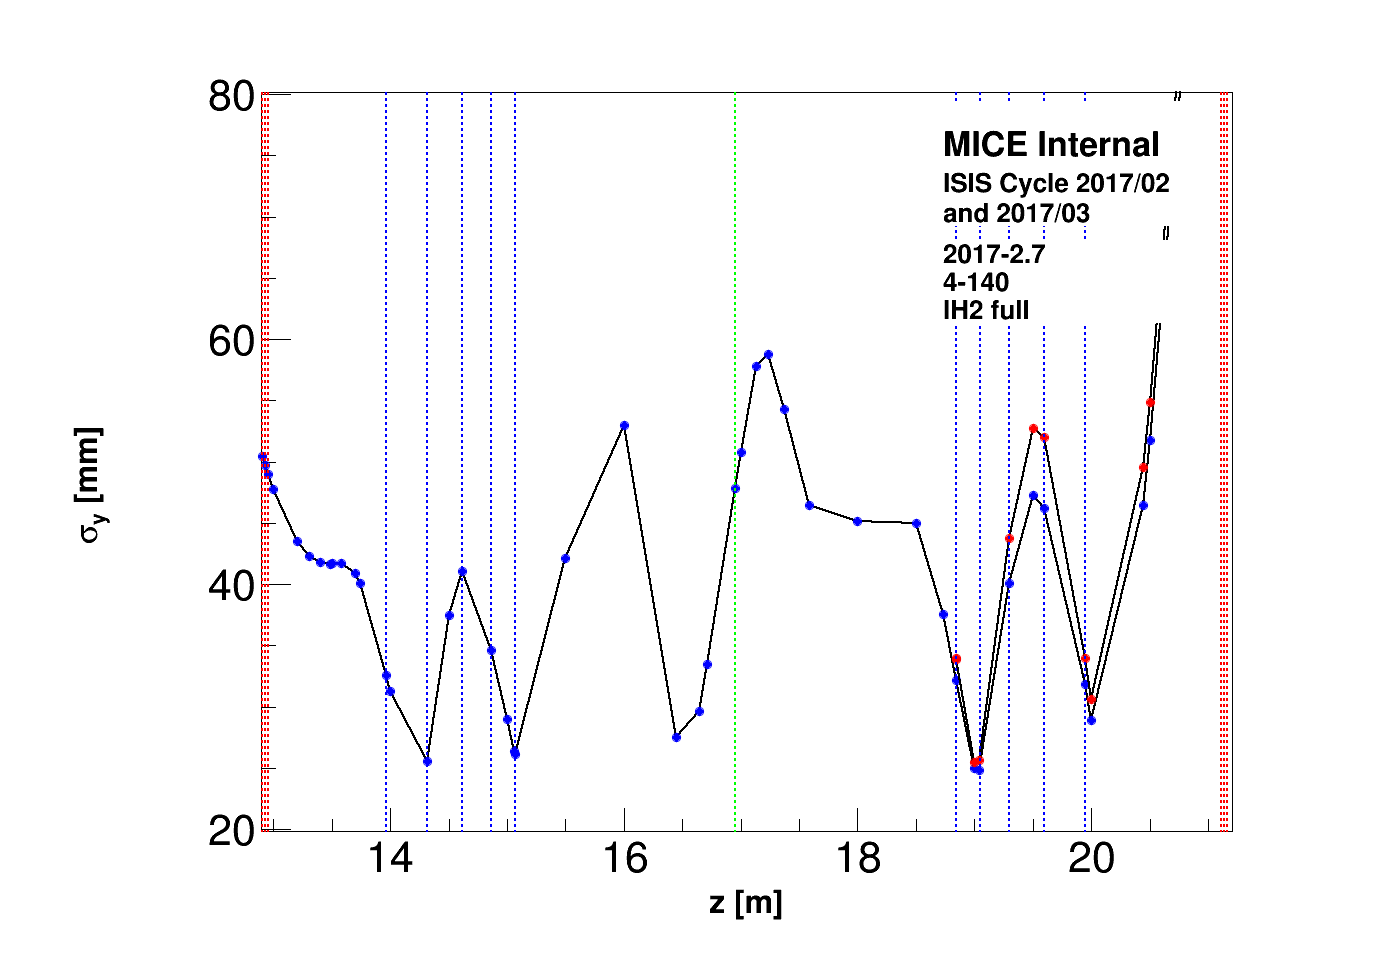 80
60
40
20
σy [mm]
MICE Internal
ISIS Cycle 2017/02
and 2017/03
2017-2.7
4-140
lH2 full
14 16 18 20
z [m]